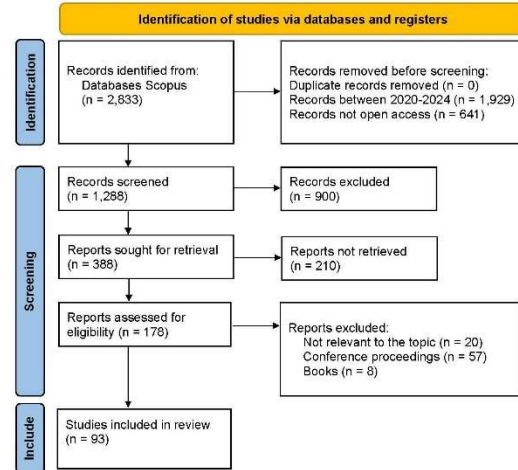 Identification of studies via databases and registers
Identification
Records identified from:
Databases Scopus
(n = 2,833)
Records removed before screening:
Duplicate records removed (n = 0)
Records between 2020-2024 (n = 1,929)
Records not open access (n = 641)
Screening
Records screened
(n = 1,288)
Records excluded
(n = 900)
Reports sought for retrieval
(n = 388)
Reports not retrieved
(n = 210)
Reports assessed for
eligibility (n = 178)
Reports excluded:
Not relevant to the topic (n = 20)
Conference proceedings (n = 57)
Books (n = 8)
Include
Studies included in review
(n = 93)